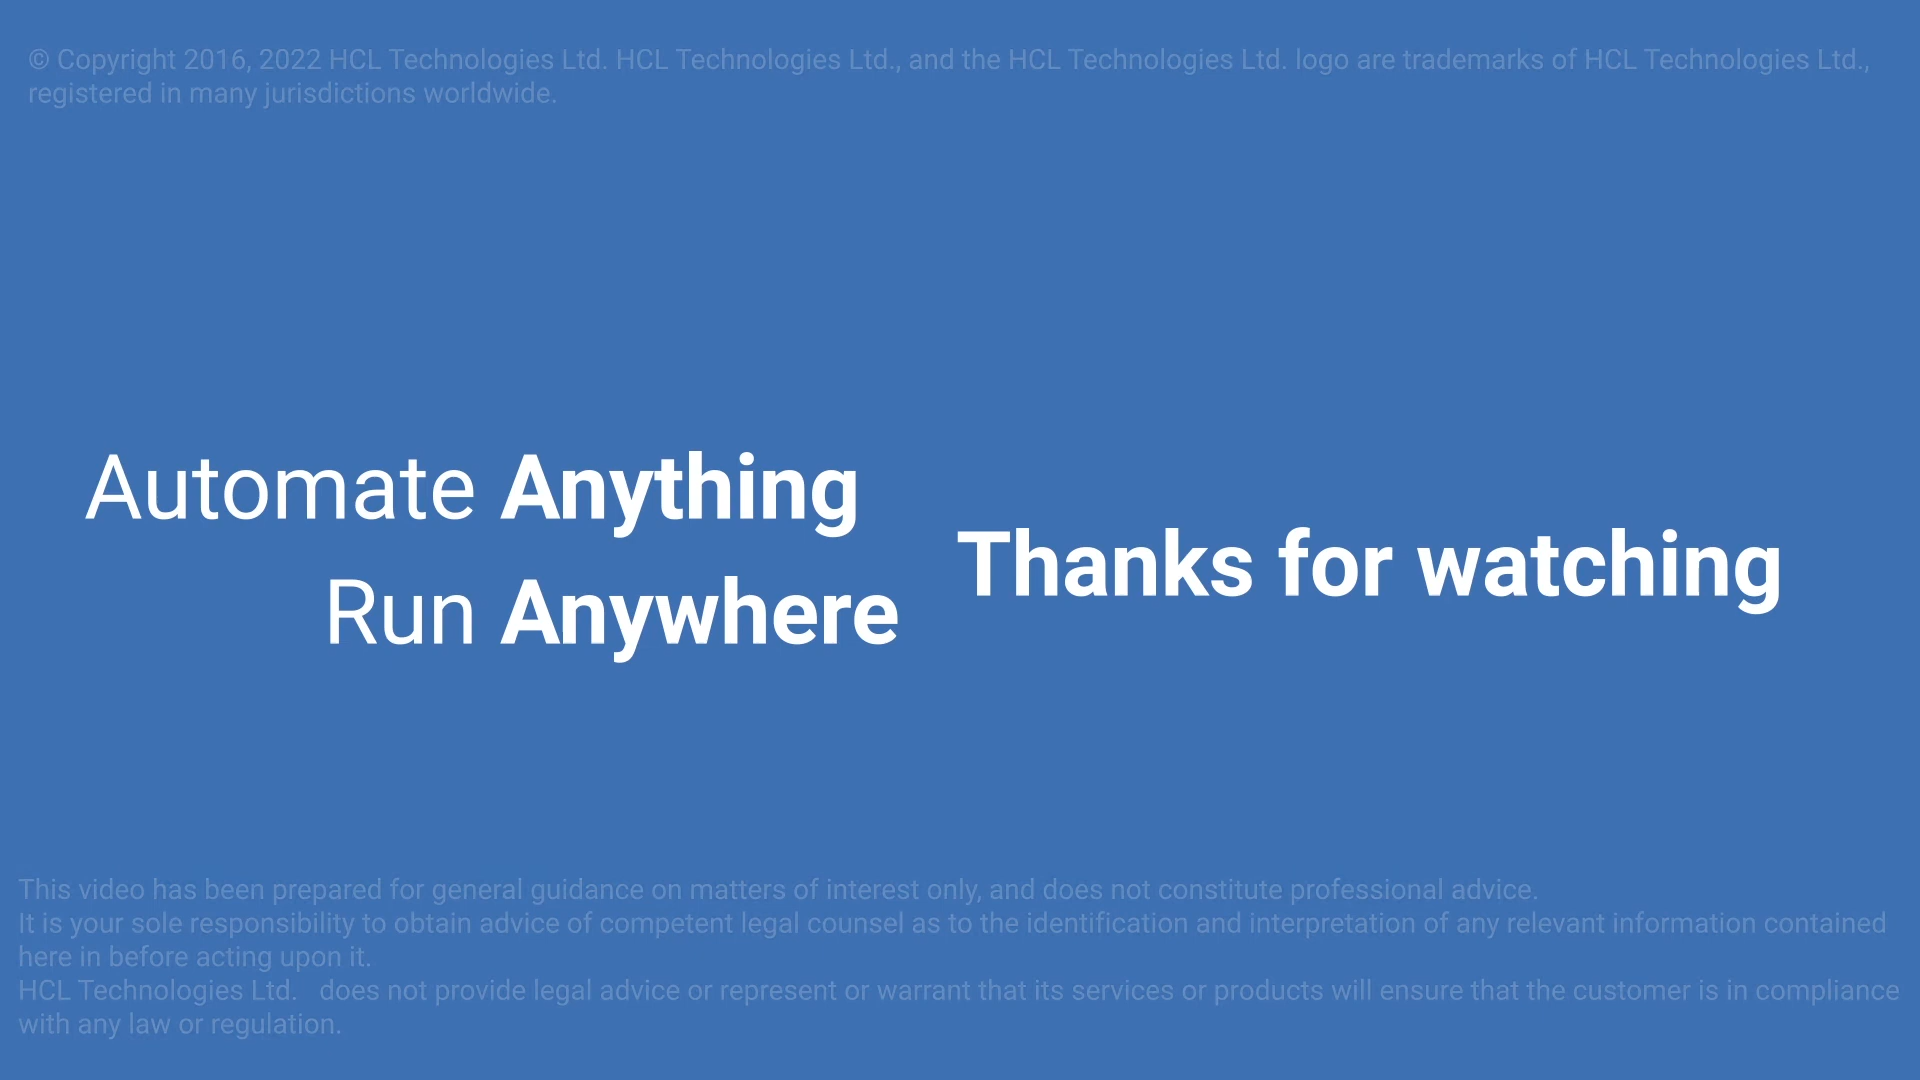 © Copyright 2016, 2022 HCL Technologies Ltd. HCL Technologies Ltd., and the HCL Technologies Ltd. logo are trademarks of HCL Technologies Ltd.,
registered in many jurisdictions worldwide.
Automate Anything
Run Anywhere
Thanks for watching
This video has been prepared for general guidance on matters of interest only, and does not constitute professional advice.
It is your sole responsibility to obtain advice of competent legal counsel as to the identification and interpretation of any relevant information contained
here in before acting upon it.
HCL Technologies Ltd.   does not provide legal advice or represent or warrant that its services or products will ensure that the customer is in compliance
with any law or regulation.